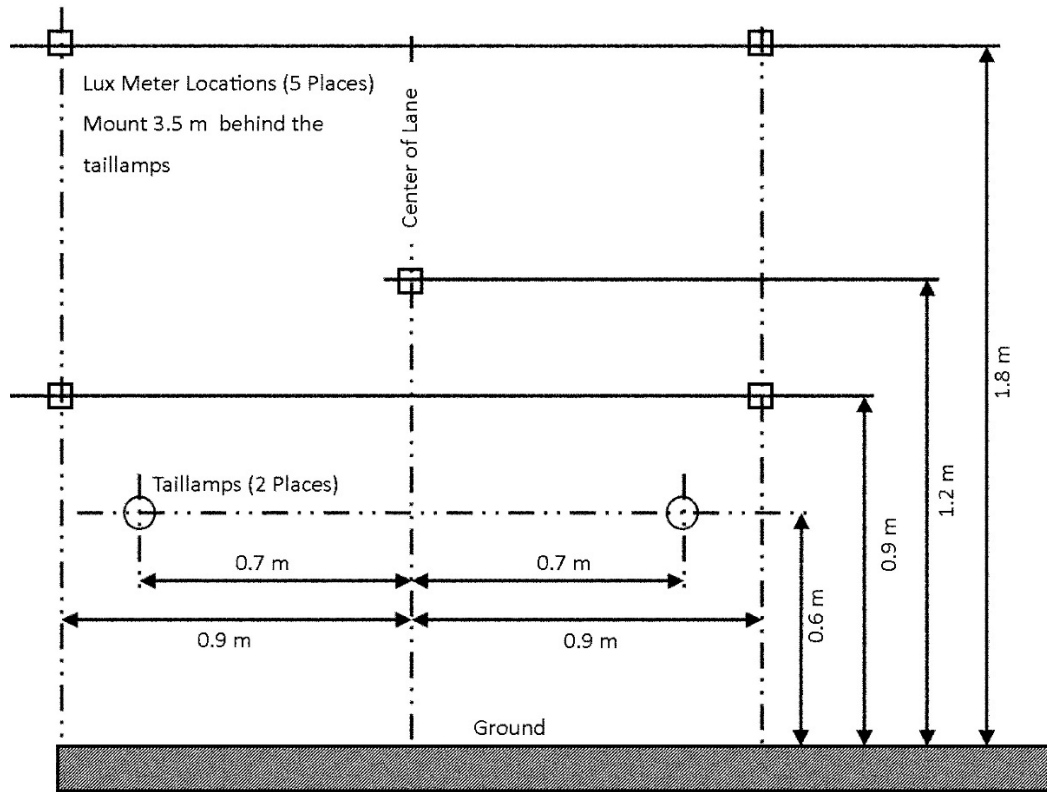 Lux Meter Locations (5 Places)
Mount 3.5 m behind the
taillamps
Center of Lane
1.8 m
1.2 m
Taillamps (2 Places)
0.9 m
0.7 m
0.7 m
0.6 m
0.9 m
0.9 m
Ground